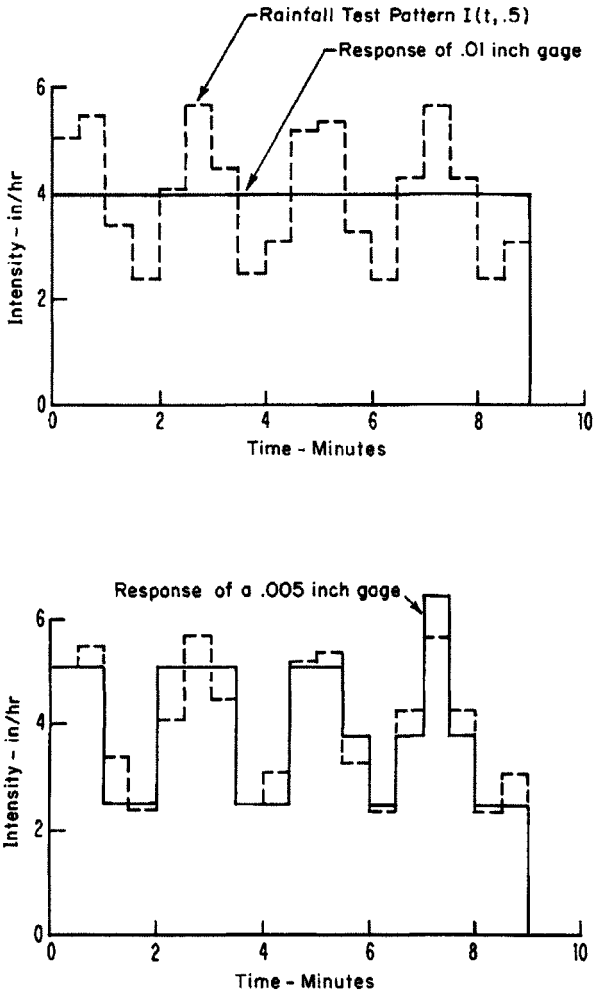 Rainfall Test Pattern I(t,.5)
Response of .01 inch gage
6
4
2
0
Intensity - in/hr
0 2 4 6 8 10
Time - Minutes
Response of a .005 inch gage
6
4
2
0
Intensity - in/hr
0 2 4 6 8 10
Time - Minutes